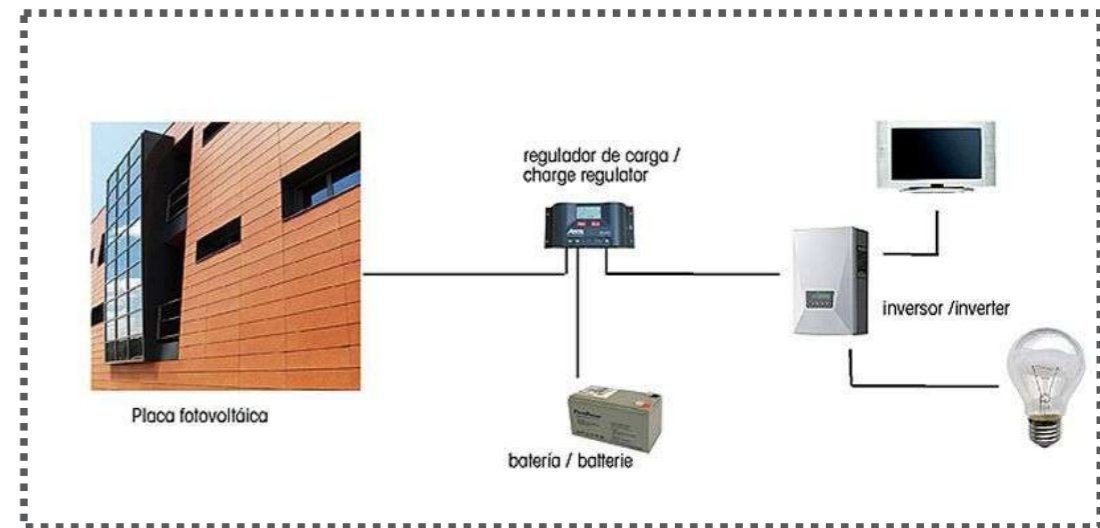 regulador de carga /
charge regulator
inversor /inverter
Placa fotovoltáica
batería / batterie